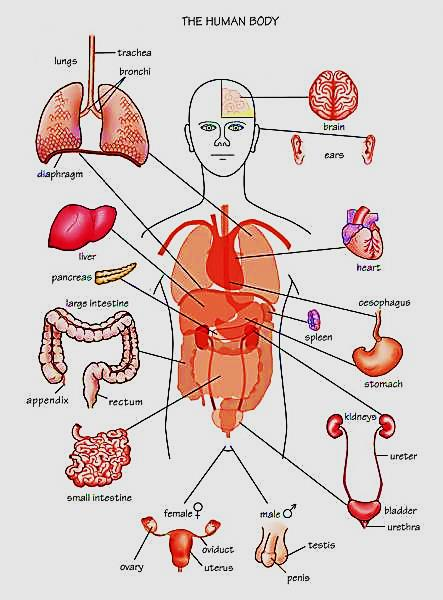 THE HUMAN BODY
lungs
trachea
bronchi
diaphragm
brain
ears
liver
pancreas
heart
large intestine
oesophagus
spleen
stomach
appendix
rectum
kidneys
ureter
small intestine
bladder
urethra
female ♀
male ♂
ovary
oviduct
uterus
testis
penis